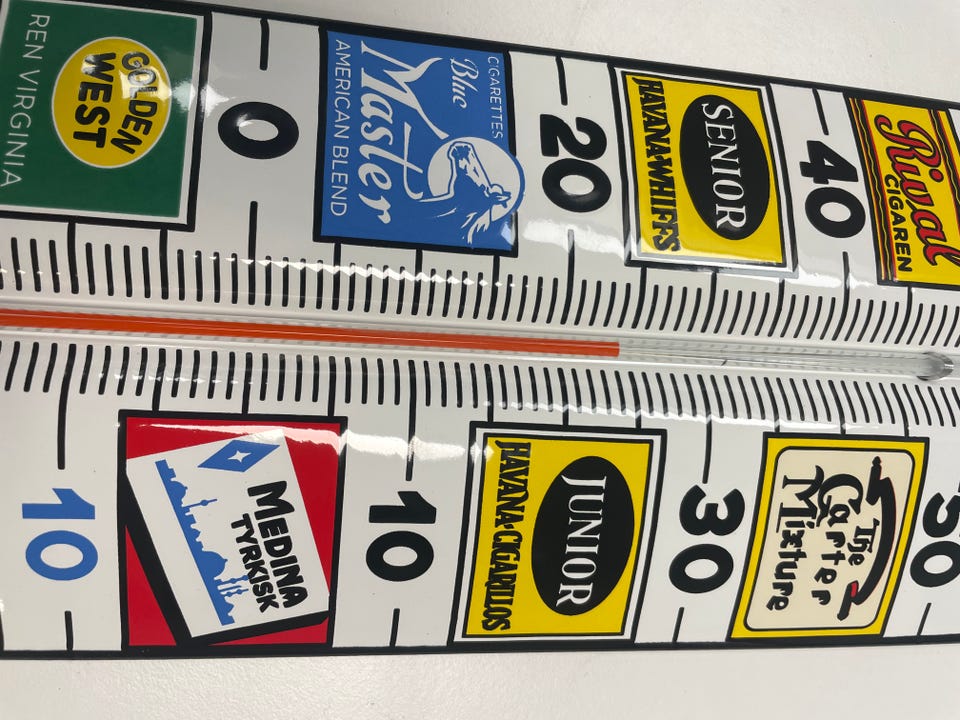 GOLDEN
WEST
REN VIRGINIA
0
CIGARETTES
Blue
Master
AMERICAN BLEND
20
SENIOR
HAVANA-WHIFFS
40
Rival
CIGAREN
10
MEDINA
TYRKISK
10
JUNIOR
HAVANA-CIGARILLOS
30
The
Carter
Mixture
50